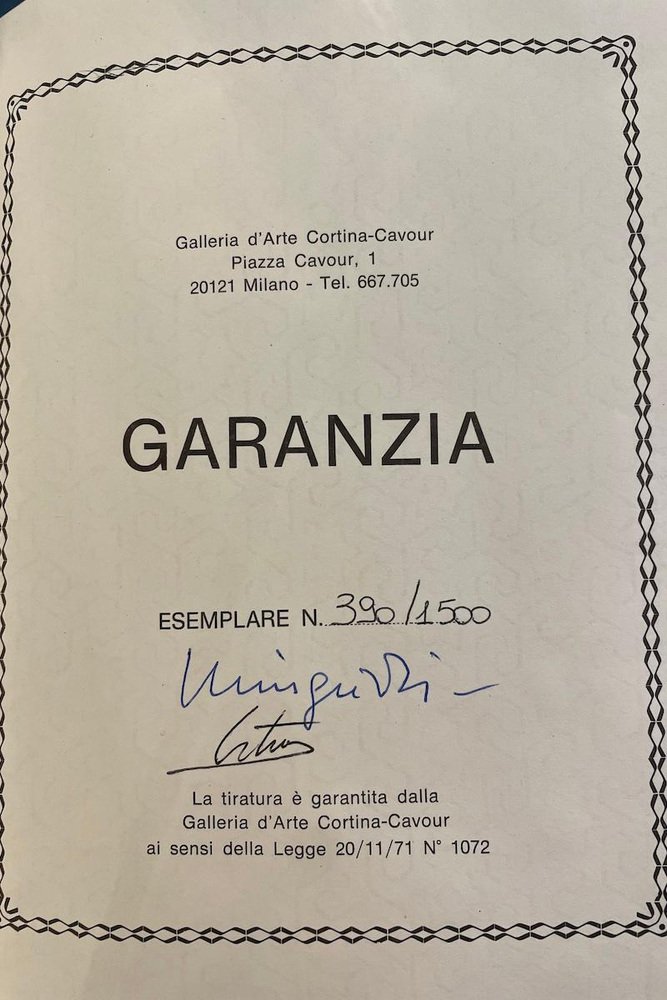 Galleria d'Arte Cortina-Cavour
Piazza Cavour, 1
20121 Milano - Tel. 667.705
GARANZIA
ESEMPLARE N. 390/1500
La tiratura è garantita dalla
Galleria d'Arte Cortina-Cavour
ai sensi della Legge 20/11/71 N° 1072